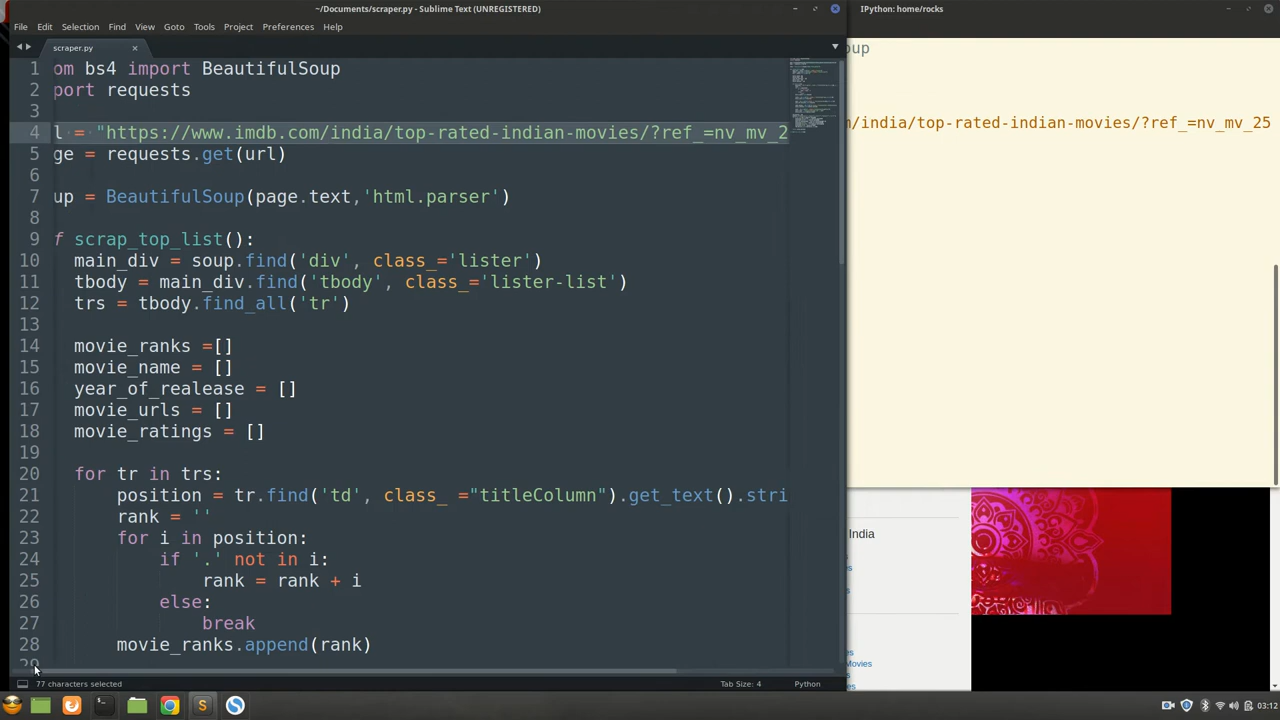 ~/Documents/scraper.py - Sublime Text (UNREGISTERED)
File Edit Selection Find View Goto Tools Project Preferences Help
scraper.py
1 om bs4 import BeautifulSoup
2 port requests
3
4 l = "https://www.imdb.com/india/top-rated-indian-movies/?ref_=nv_mv_2
5 ge = requests.get(url)
6
7 up = BeautifulSoup(page.text,'html.parser')
8
9 f scrap_top_list():
10 main_div = soup.find('div', class_='lister')
11 tbody = main_div.find('tbody', class_='lister-list')
12 trs = tbody.find_all('tr')
13
14 movie_ranks =[]
15 movie_name = []
16 year_of_realease = []
17 movie_urls = []
18 movie_ratings = []
19
20 for tr in trs:
21 position = tr.find('td', class_ ="titleColumn").get_text().stri
22 rank = ''
23 for i in position:
24 if '.' not in i:
25 rank = rank + i
26 else:
27 break
28 movie_ranks.append(rank)
29
77 characters selected
Tab Size: 4
Python
IPython: home/rocks
oup
m/india/top-rated-indian-movies/?ref_=nv_mv_25
India
es
es
Movies
es
03:12